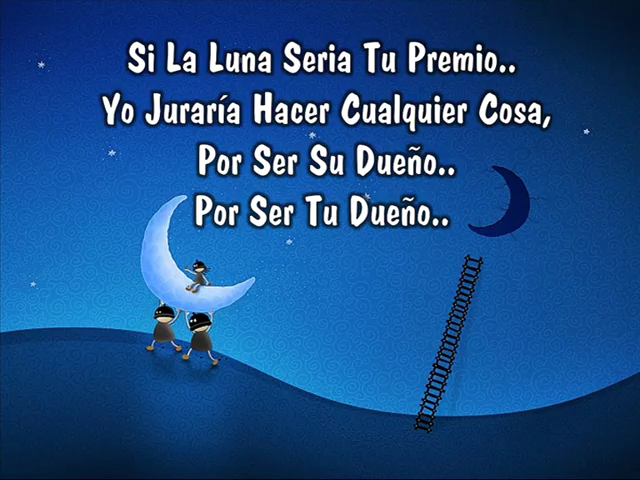 Si La Luna Seria Tu Premio..
Yo Juraría Hacer Cualquier Cosa,
Por Ser Su Dueño..
Por Ser Tu Dueño..